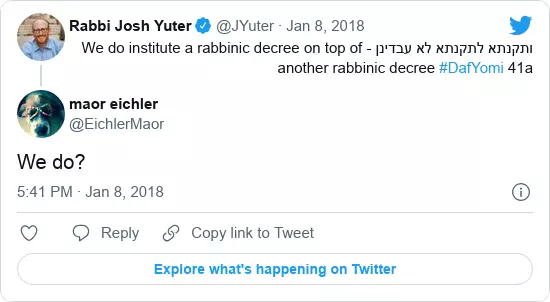 Rabbi Josh Yuter @JYuter · Jan 8, 2018
We do institute a rabbinic decree on top of - ותקנתא לתקנתא לא עבדינן
another rabbinic decree #DafYomi 41a
maor eichler
@EichlerMaor
We do?
5:41 PM · Jan 8, 2018
Reply Copy link to Tweet
Explore what's happening on Twitter